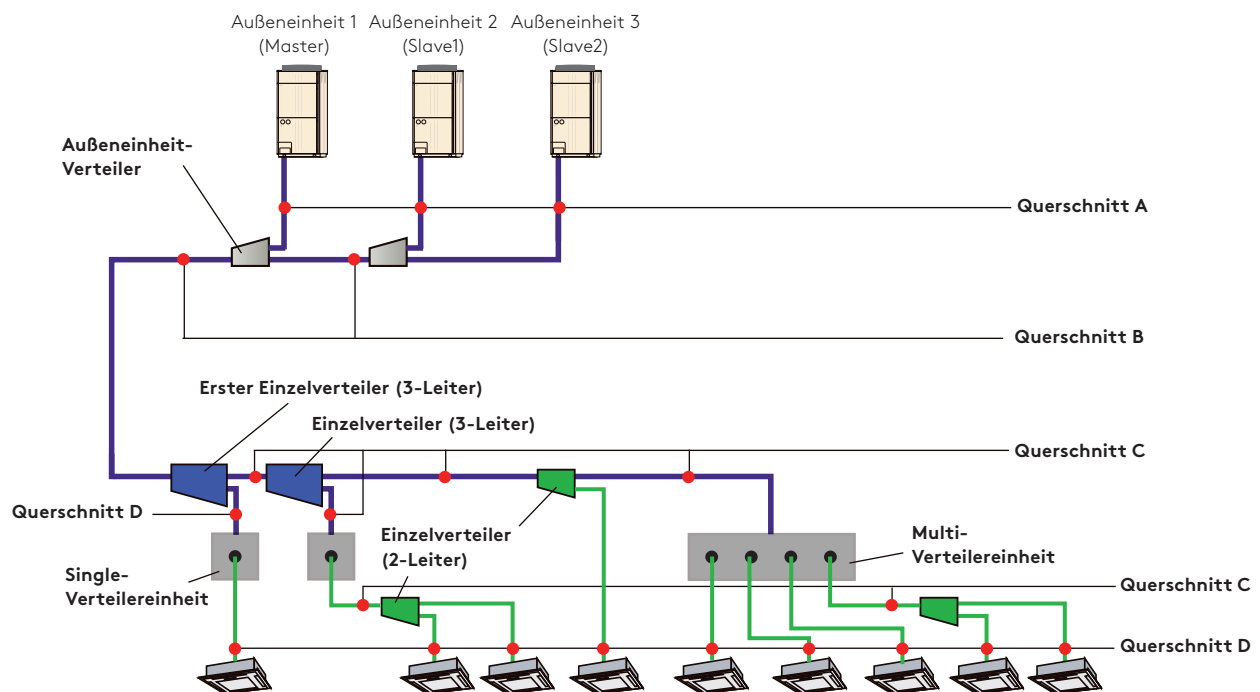 Außeneinheit 1 Außeneinheit 2 Außeneinheit 3
(Master) (Slave1) (Slave2)
Außeneinheit-
Verteiler
Querschnitt A
Querschnitt B
Erster Einzelverteiler (3-Leiter)
Einzelverteiler (3-Leiter)
Querschnitt C
Querschnitt D
Einzelverteiler
(2-Leiter)
Multi-
Verteilereinheit
Single-
Verteilereinheit
Querschnitt C
Querschnitt D